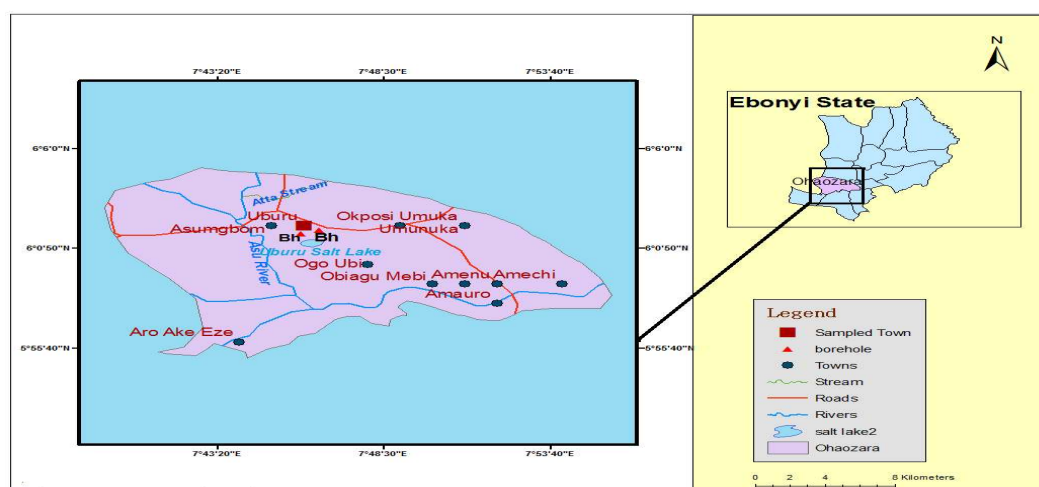 7°43'20"E 7°48'30"E 7°53'40"E
6°6'0"N 6°6'0"N
Atta Stream
Uburu Okposi Umuka
Asumgbom Umunuka
Bh Bh
6°0'50"N 6°0'50"N
Uburu Salt Lake
Asu River
Ogo Ubi
Obiagu Mebi Amenu Amechi
Amauro
Aro Ake Eze
5°55'40"N 5°55'40"N
7°43'20"E 7°48'30"E 7°53'40"E
N
Ebonyi State
Ohaozara
Legend
Sampled Town
borehole
Towns
Stream
Roads
Rivers
salt lake2
Ohaozara
0 2 4 8 Kilometers